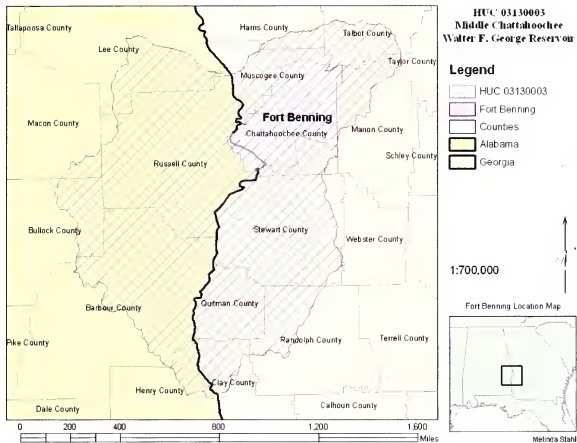 HUC 03130003
Middle Chattahoochee
Walter F. George Reservoir
Legend
HUC 03130003
Fort Benning
Counties
Alabama
Georgia
1:700,000
Fort Benning Location Map
Melinda Stahl
Tallapoosa County
Harris County
Talbot County
Lee County
Taylor County
Muscogee County
Fort Benning
Macon County
Chattahoochee County
Marion County
Schley County
Russell County
Bullock County
Stewart County
Webster County
Barbour County
Quitman County
Pike County
Randolph County
Terrell County
Henry County
Clay County
Dale County
Calhoun County
0 200 400 800 1,200 1,600
Miles